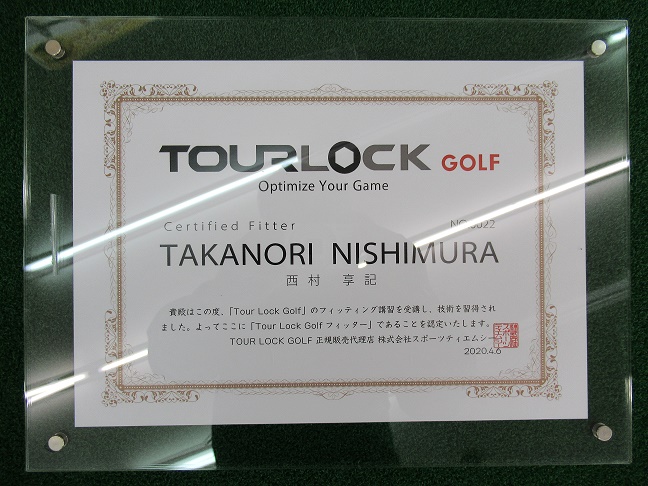 TOURLOCK GOLF
Optimize Your Game
Certified Fitter NO.0022
TAKANORI NISHIMURA
西村 享記
貴殿はこの度、「Tour Lock Golf」のフィッティング講習を受講し、技術を習得され
ました。よってここに「Tour Lock Golf フィッター」であることを認定いたします。
TOUR LOCK GOLF 正規販売代理店 株式会社スポーツティエムシー
2020.4.6